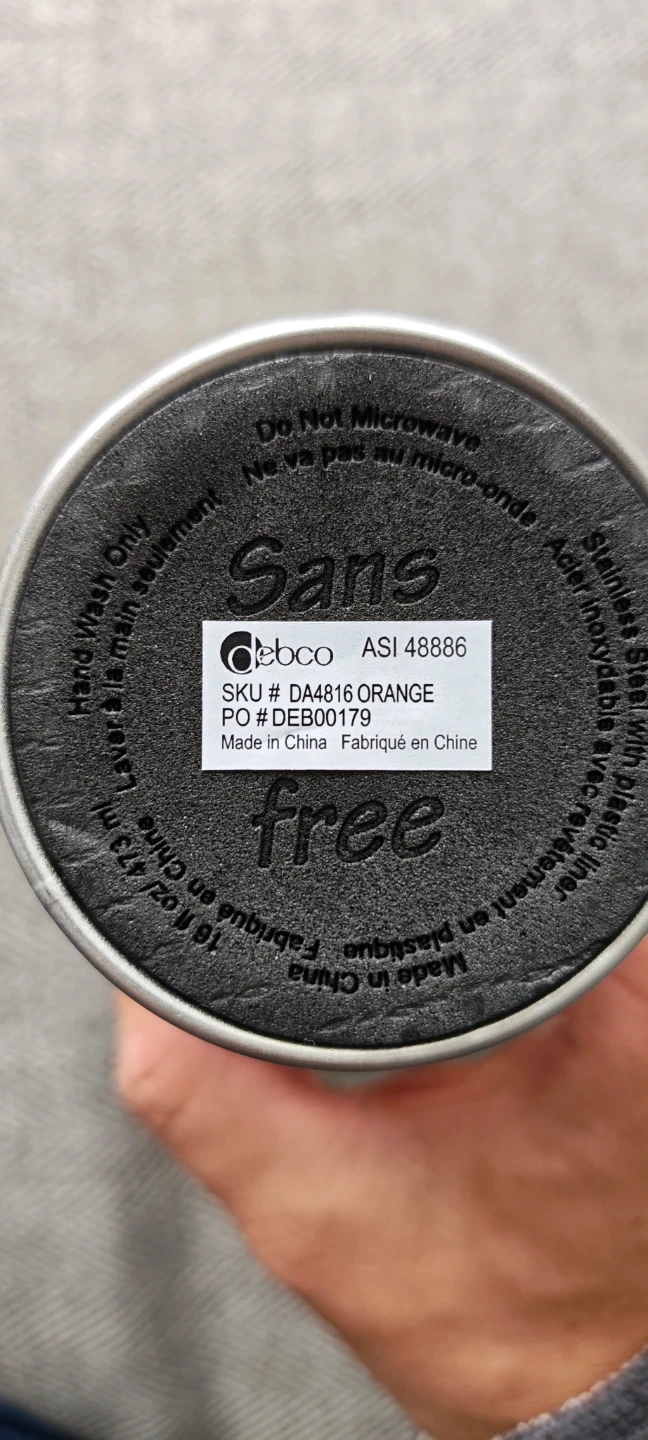 Do Not Microwave
Ne va pas au micro-onde
Stainless Steel with plastic liner
Acier inoxydable avec revêtement en plastique
Made in China
Fabriqué en Chine
16 fl oz/ 473 ml
Hand Wash Only
Laver à la main seulement
Sans
debco ASI 48886
SKU # DA4816 ORANGE
PO # DEB00179
Made in China Fabriqué en Chine
free